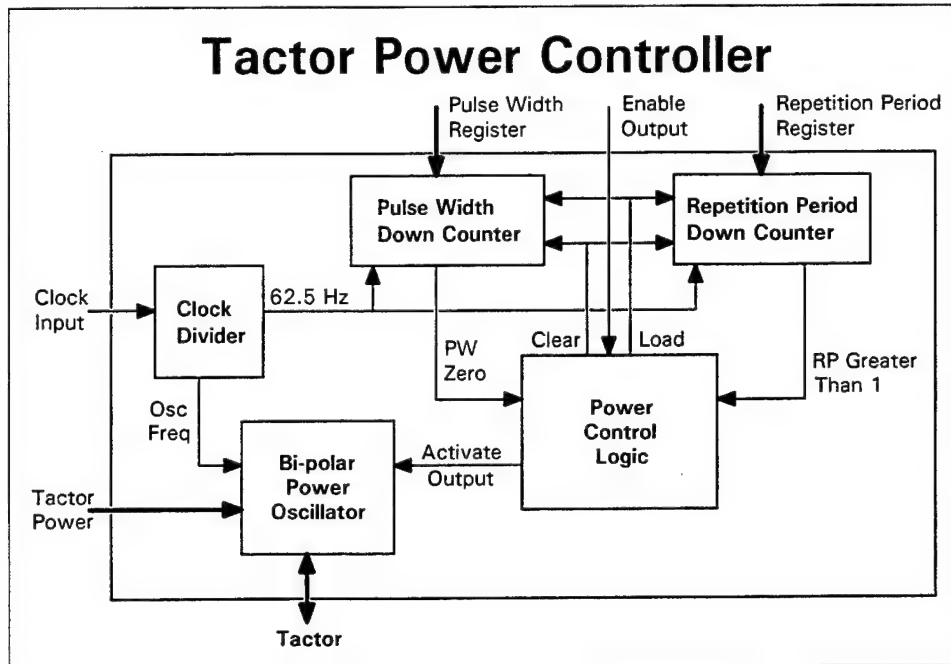 Tactor Power Controller
Pulse Width
Register
Enable
Output
Repetition Period
Register
Pulse Width
Down Counter
Repetition Period
Down Counter
Clock
Input
Clock
Divider
62.5 Hz
Clear
Load
PW
Zero
RP Greater
Than 1
Osc
Freq
Power
Control
Logic
Bi-polar
Power
Oscillator
Activate
Output
Tactor
Power
Tactor